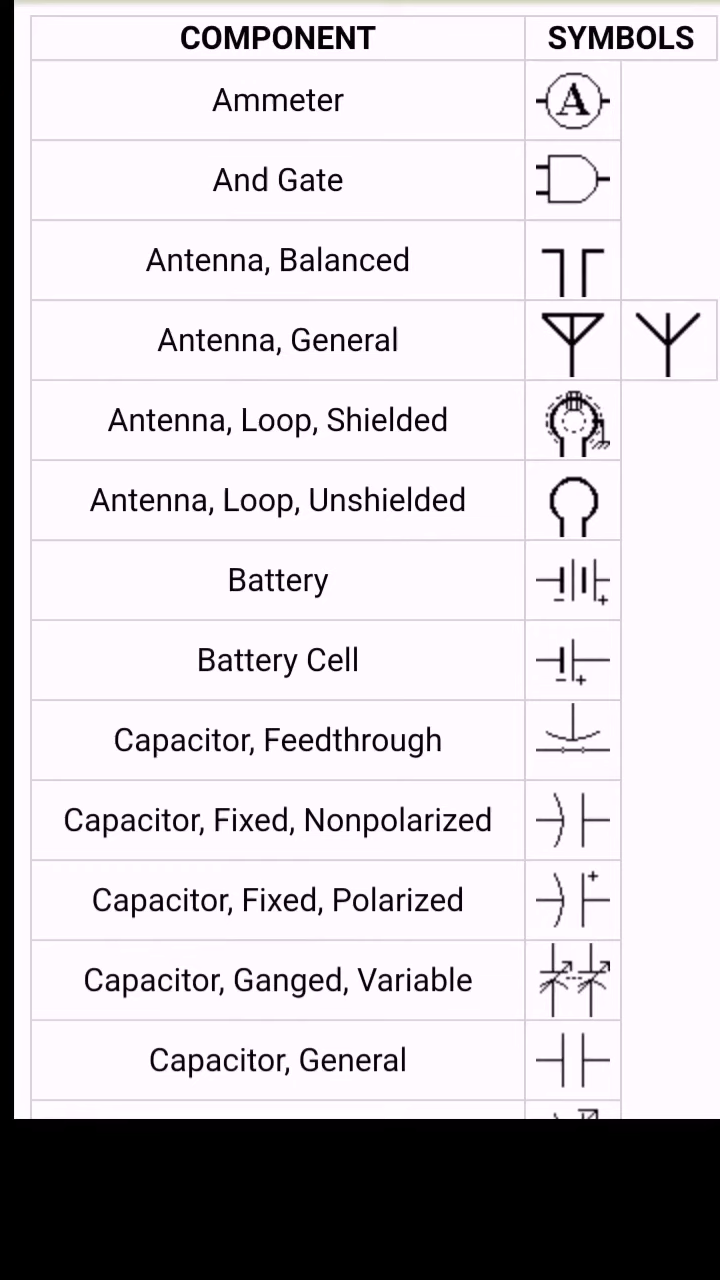 COMPONENT SYMBOLS
Ammeter A
And Gate
Antenna, Balanced
Antenna, General
Antenna, Loop, Shielded
Antenna, Loop, Unshielded
Battery - +
Battery Cell - +
Capacitor, Feedthrough
Capacitor, Fixed, Nonpolarized
Capacitor, Fixed, Polarized +
Capacitor, Ganged, Variable
Capacitor, General